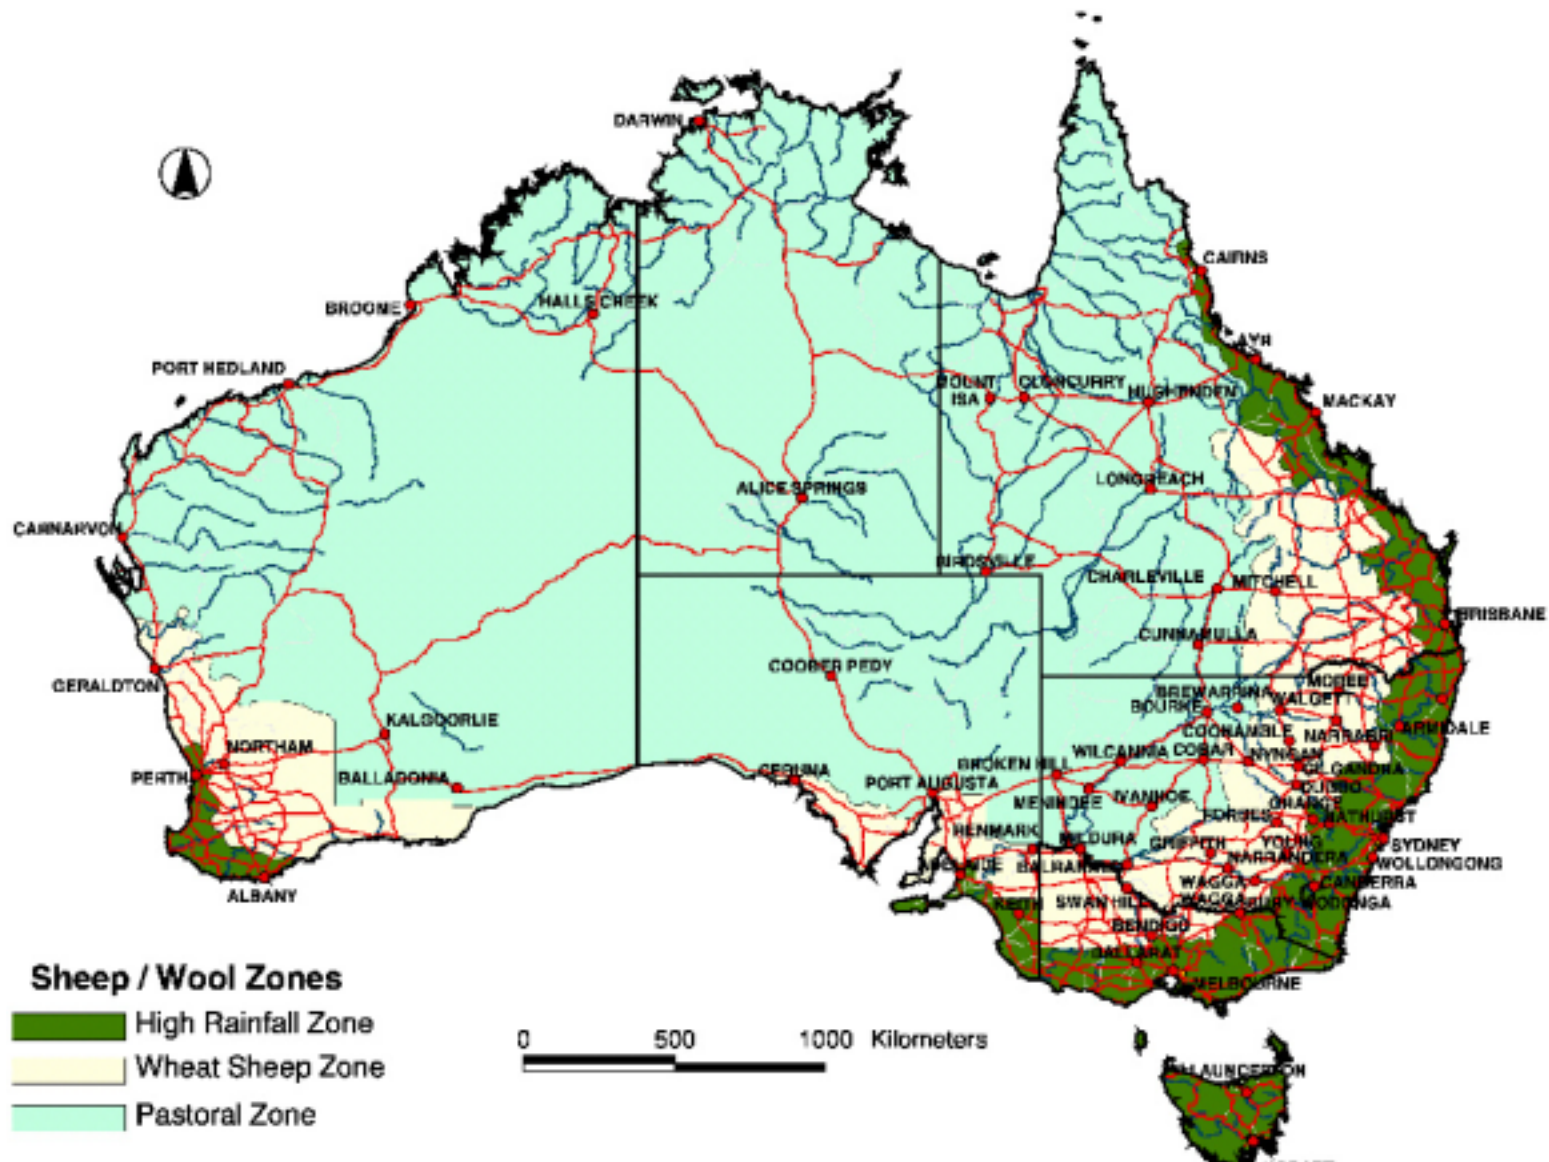 DARWIN
CAIRNS
HALLS CREEK
BROOME
AYR
PORT HEDLAND
MOUNT
ISA
CLONCURRY
HUGHENDEN
MACKAY
LONGREACH
ALICE SPRINGS
CARNARVON
BIRDSVILLE
CHARLEVILLE
MITCHELL
BRISBANE
CUNNAMULLA
COOBER PEDY
GERALDTON
MOREE
BREWARRINA
WALGETT
BOURKE
KALGOORLIE
ARMIDALE
COONAMBLE
NARRABRI
NORTHAM
WILCANNIA
COBAR
NYNGAN
BROKEN HILL
PERTH
BALLADONIA
CEDUNA
PORT AUGUSTA
GILGANDRA
DUBBO
MENINDEE
IVANHOE
ORANGE
FORBES
BATHURST
RENMARK
MILDURA
GRIFFITH
YOUNG
SYDNEY
NARRANDERA
WOLLONGONG
ADELAIDE
BALRANALD
WAGGA
WAGGA
CANBERRA
ALBANY
KEITH
SWAN HILL
ALBURY-WODONGA
BENDIGO
BALLARAT
MELBOURNE
Sheep / Wool Zones
High Rainfall Zone
Wheat Sheep Zone
Pastoral Zone
0 500 1000 Kilometers
LAUNCESTON